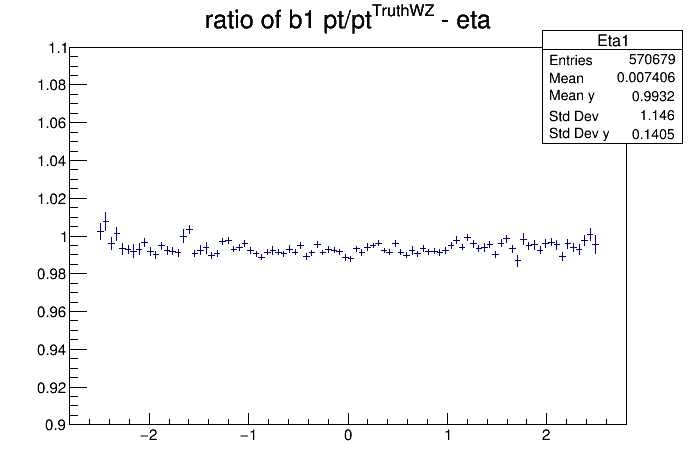 ratio of b1 pt/pt^TruthWZ - eta
Eta1
Entries 570679
Mean 0.007406
Mean y 0.9932
Std Dev 1.146
Std Dev y 0.1405
1.1
1.08
1.06
1.04
1.02
1
0.98
0.96
0.94
0.92
0.9
−2 −1 0 1 2